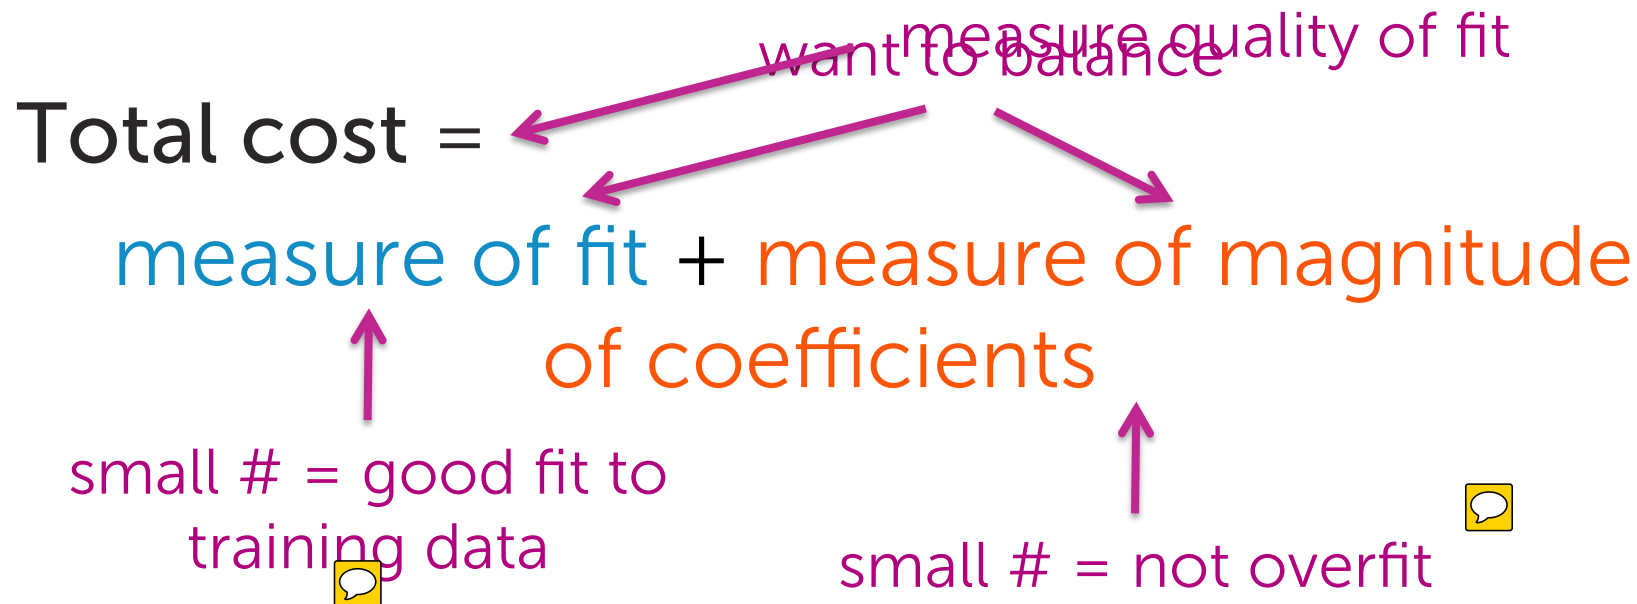 measure quality of fit
want to balance
Total cost =
measure of fit + measure of magnitude
of coefficients
small # = good fit to
training data
small # = not overfit